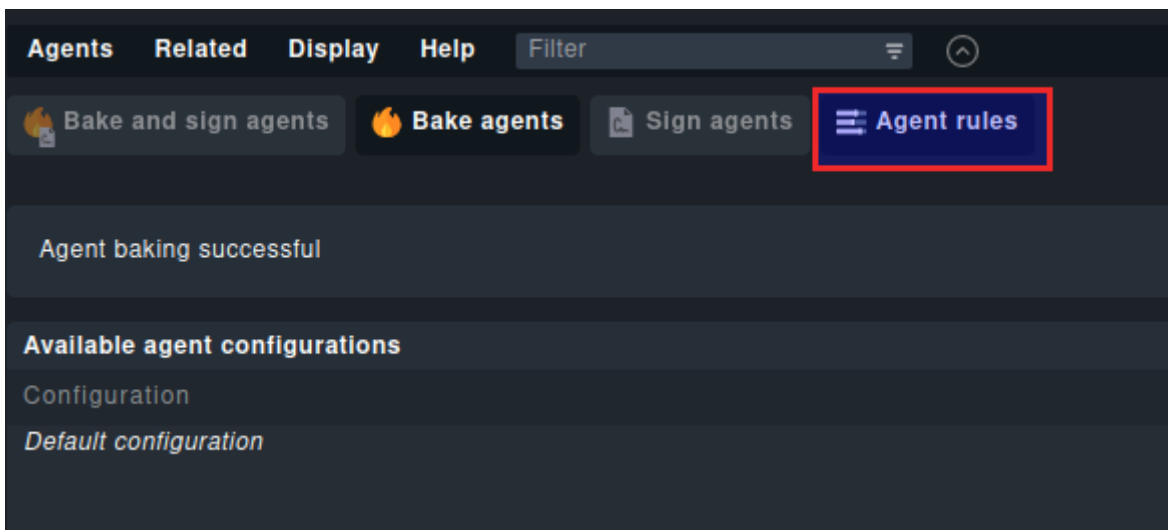 Agents Related Display Help Filter
Bake and sign agents Bake agents Sign agents Agent rules
Agent baking successful
Available agent configurations
Configuration
Default configuration